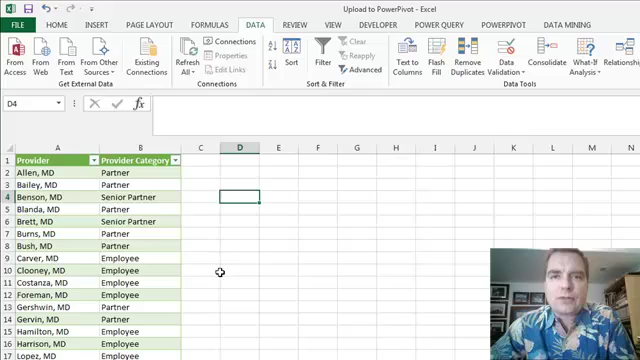 Upload to PowerPivot - Excel
FILE HOME INSERT PAGE LAYOUT FORMULAS DATA REVIEW VIEW DEVELOPER POWER QUERY POWERPIVOT DATA MINING
From Access
From Web
From Text
From Other Sources
Existing Connections
Get External Data
Refresh All
Connections
Properties
Edit Links
Connections
Sort
Filter
Clear
Reapply
Advanced
Sort & Filter
Text to Columns
Flash Fill
Remove Duplicates
Data Validation
Consolidate
What-If Analysis
Relationship
Data Tools
D4 fx
A B C D E F G H I J K L M N
1 Provider Provider Category
2 Allen, MD Partner
3 Bailey, MD Partner
4 Benson, MD Senior Partner
5 Blanda, MD Partner
6 Brett, MD Senior Partner
7 Burns, MD Partner
8 Bush, MD Partner
9 Carver, MD Employee
10 Clooney, MD Employee
11 Costanza, MD Employee
12 Foreman, MD Employee
13 Gershwin, MD Partner
14 Gervin, MD Partner
15 Hamilton, MD Employee
16 Harrison, MD Employee
17 Lopez, MD Employee